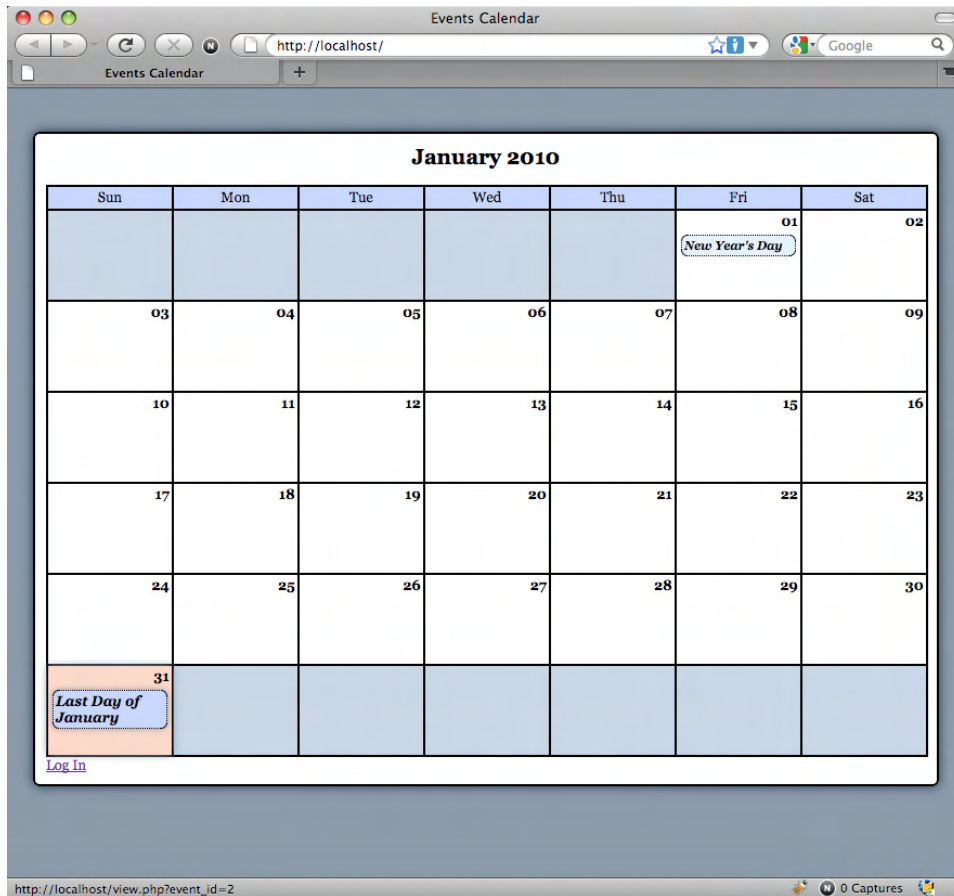 Events Calendar
http://localhost/
Google
Events Calendar
+
January 2010
Sun Mon Tue Wed Thu Fri Sat
01 02
New Year's Day
03 04 05 06 07 08 09
10 11 12 13 14 15 16
17 18 19 20 21 22 23
24 25 26 27 28 29 30
31
Last Day of
January
Log In
http://localhost/view.php?event_id=2
N 0 Captures